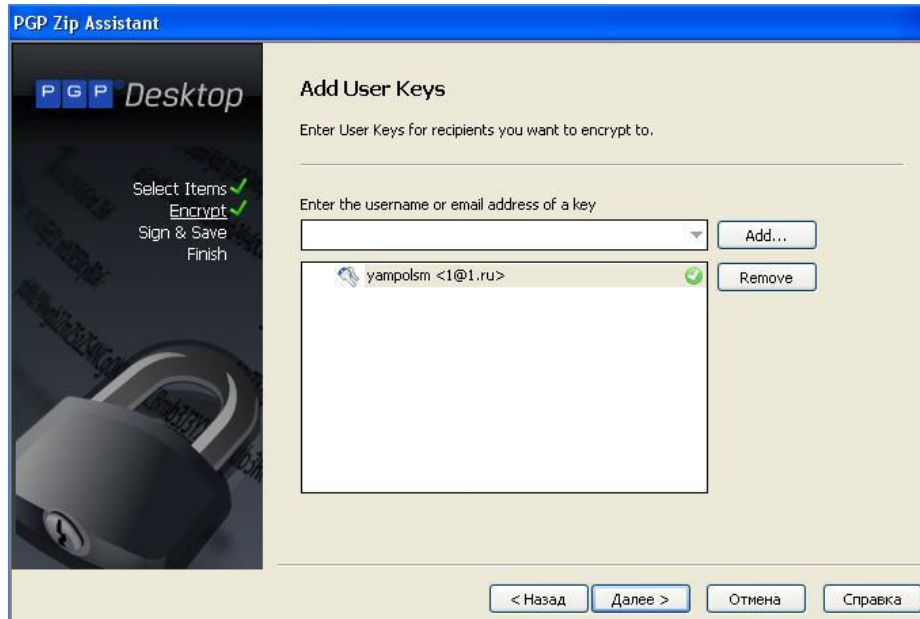 PGP Zip Assistant
PGP Desktop
Select Items
Encrypt
Sign & Save
Finish
Add User Keys
Enter User Keys for recipients you want to encrypt to.
Enter the username or email address of a key
Add...
yampolsm <1@1.ru>
Remove
< Назад
Далее >
Отмена
Справка